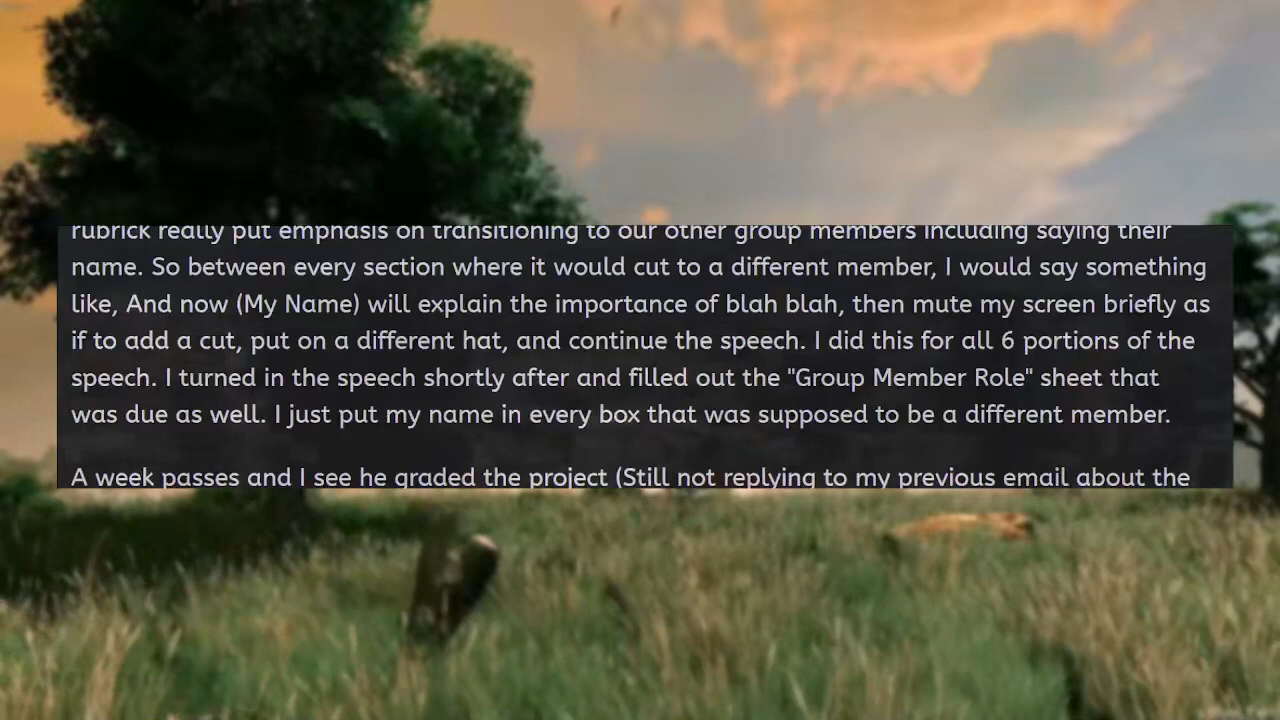 rubrick really put emphasis on transitioning to our other group members including saying their
name. So between every section where it would cut to a different member, I would say something
like, And now (My Name) will explain the importance of blah blah, then mute my screen briefly as
if to add a cut, put on a different hat, and continue the speech. I did this for all 6 portions of the
speech. I turned in the speech shortly after and filled out the "Group Member Role" sheet that
was due as well. I just put my name in every box that was supposed to be a different member.
A week passes and I see he graded the project (Still not replying to my previous email about the